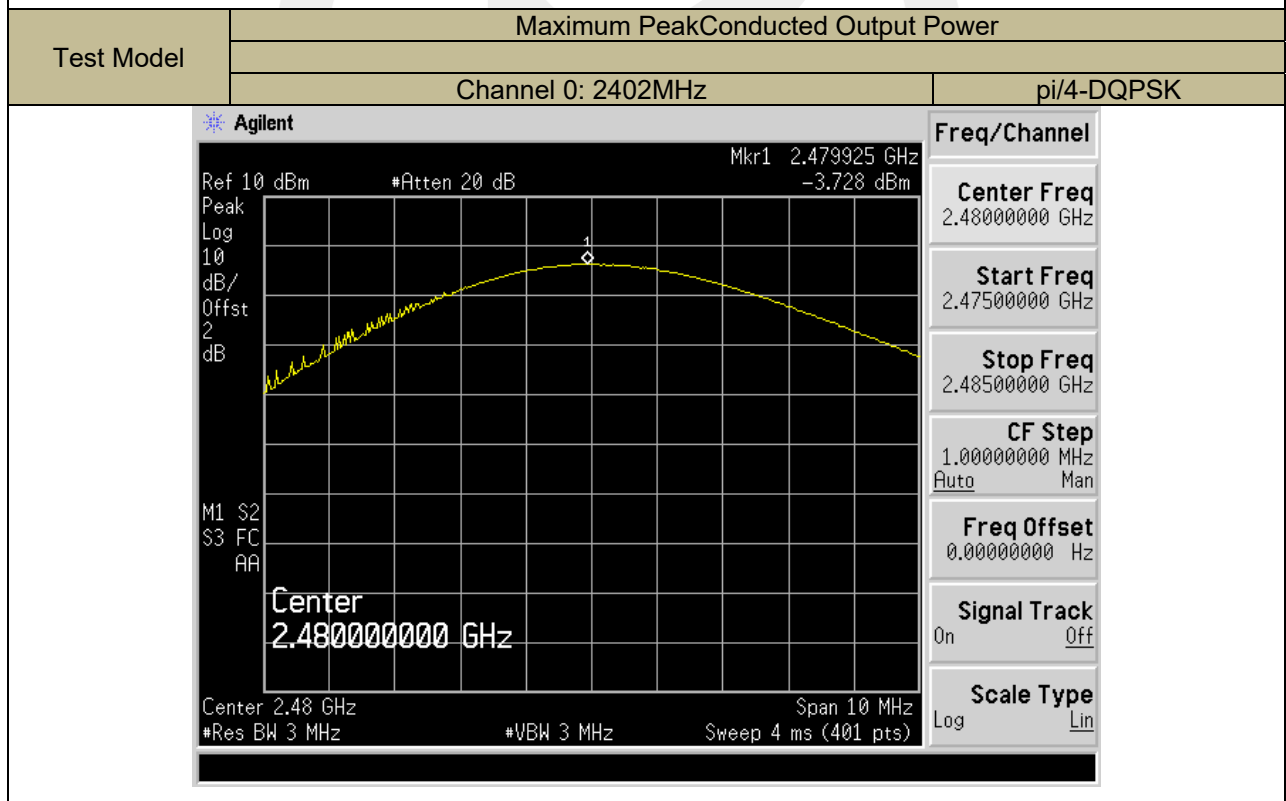 Test Model
Maximum PeakConducted Output Power
Channel 0: 2402MHz
pi/4-DQPSK
Agilent
Mkr1 2.479925 GHz
Ref 10 dBm #Atten 20 dB -3.728 dBm
Peak
Log
10
dB/
Offst
2
dB
1
M1 S2
S3 FC
AA
Center
2.480000000 GHz
Center 2.48 GHz Span 10 MHz
#Res BW 3 MHz #VBW 3 MHz Sweep 4 ms (401 pts)
Freq/Channel
Center Freq
2.48000000 GHz
Start Freq
2.47500000 GHz
Stop Freq
2.48500000 GHz
CF Step
1.00000000 MHz
Auto Man
Freq Offset
0.00000000 Hz
Signal Track
On Off
Scale Type
Log Lin